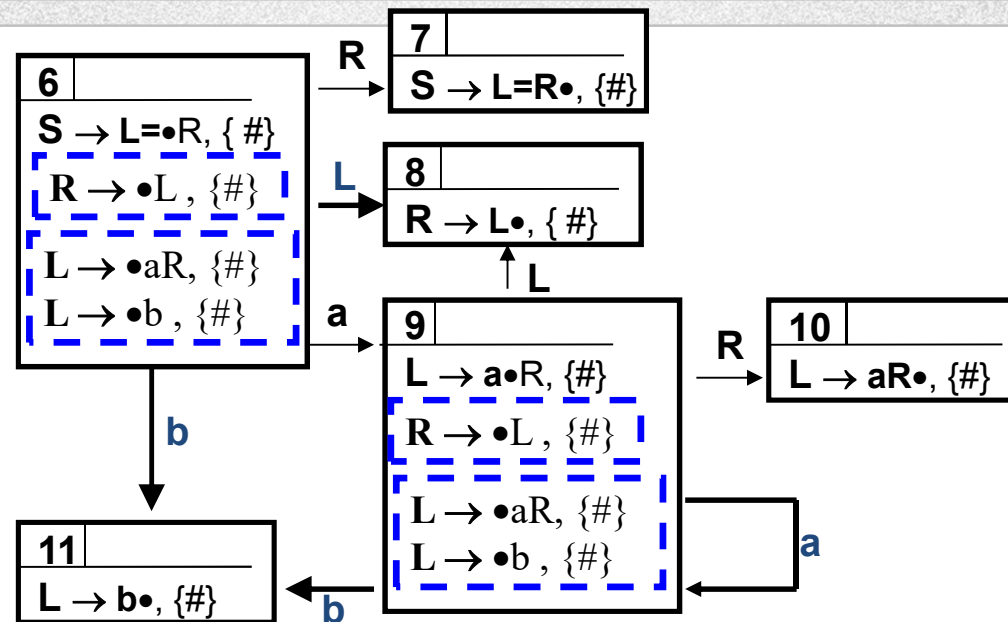 6
S → L=•R, { #}
R → •L , {#}
L → •aR, {#}
L → •b , {#}
R
7
S → L=R•, {#}
L
8
R → L•, { #}
L
a
9
L → a•R, {#}
R → •L , {#}
L → •aR, {#}
L → •b , {#}
R
10
L → aR•, {#}
a
b
11
L → b•, {#}
b